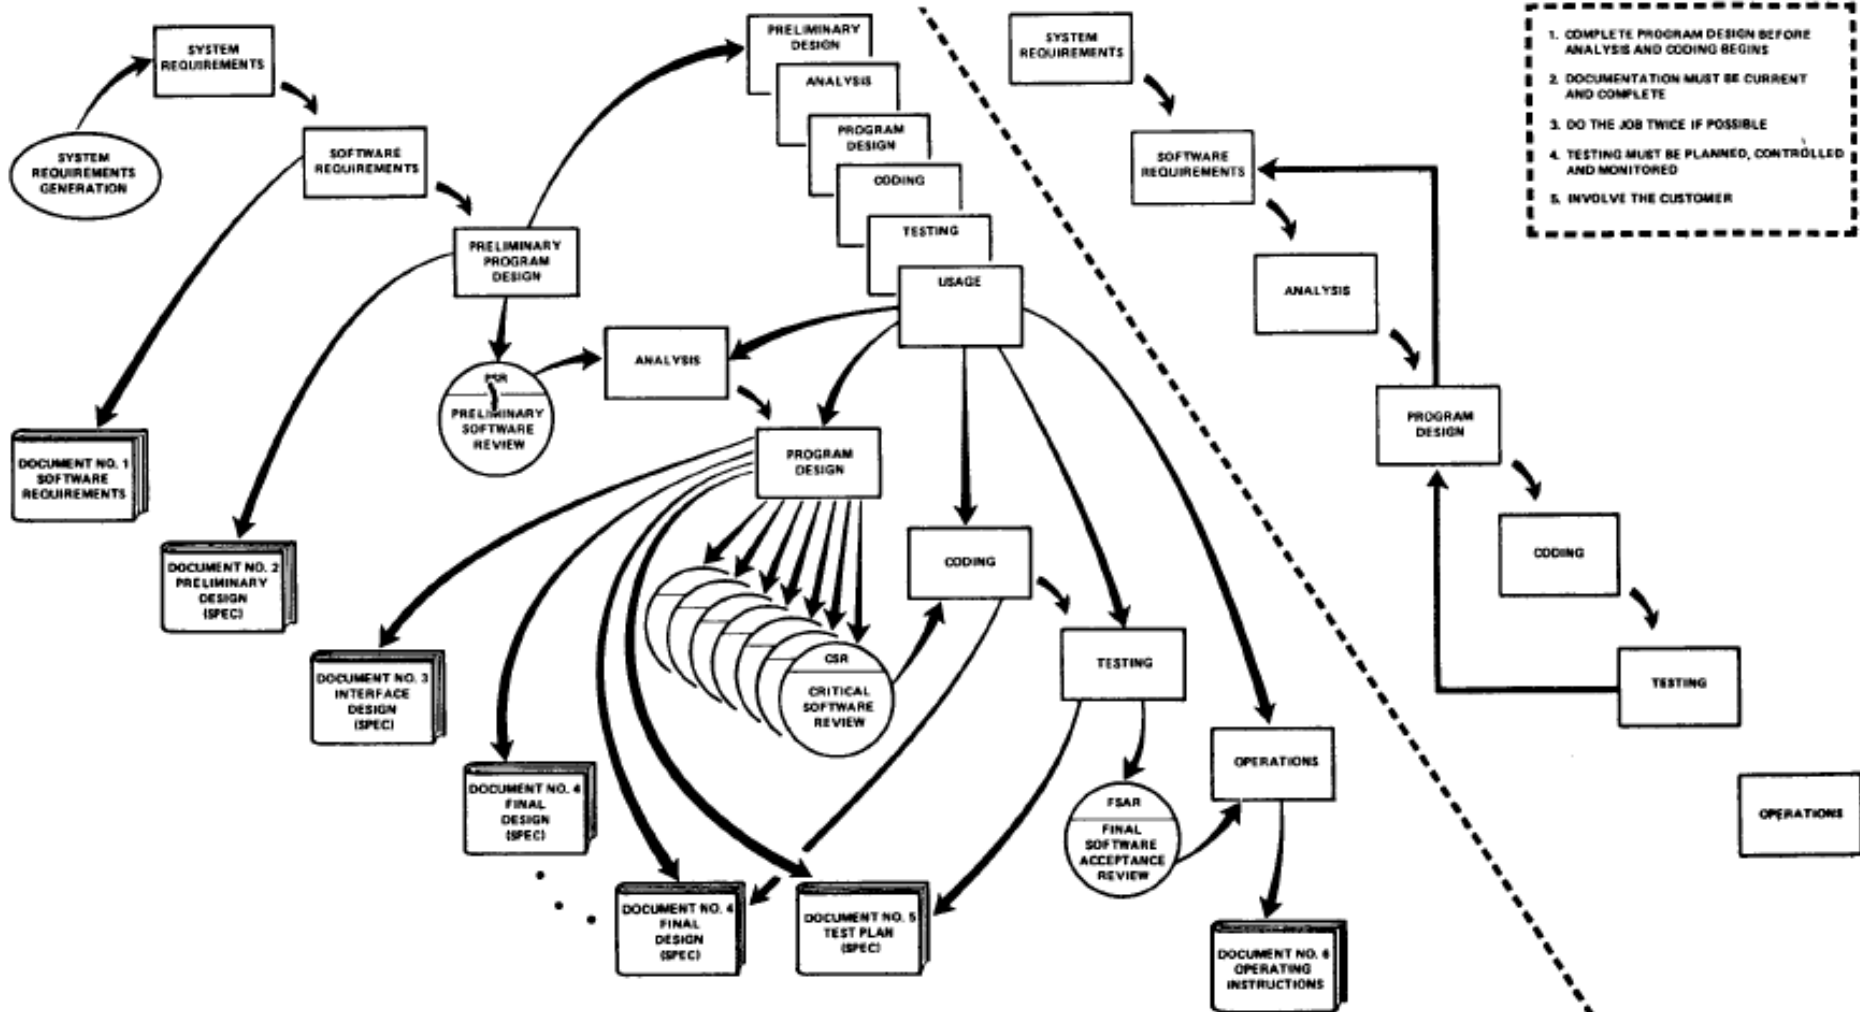 SYSTEM
REQUIREMENTS
SYSTEM
REQUIREMENTS
GENERATION
SOFTWARE
REQUIREMENTS
PRELIMINARY
PROGRAM
DESIGN
PRELIMINARY
DESIGN
ANALYSIS
PROGRAM
DESIGN
CODING
TESTING
USAGE
PSR
PRELIMINARY
SOFTWARE
REVIEW
ANALYSIS
PROGRAM
DESIGN
CSR
CRITICAL
SOFTWARE
REVIEW
CODING
TESTING
FSAR
FINAL
SOFTWARE
ACCEPTANCE
REVIEW
OPERATIONS
DOCUMENT NO. 1
SOFTWARE
REQUIREMENTS
DOCUMENT NO. 2
PRELIMINARY
DESIGN
(SPEC)
DOCUMENT NO. 3
INTERFACE
DESIGN
(SPEC)
DOCUMENT NO. 4
FINAL
DESIGN
(SPEC)
DOCUMENT NO. 4
FINAL
DESIGN
(SPEC)
DOCUMENT NO. 5
TEST PLAN
(SPEC)
DOCUMENT NO. 6
OPERATING
INSTRUCTIONS
SYSTEM
REQUIREMENTS
SOFTWARE
REQUIREMENTS
ANALYSIS
PROGRAM
DESIGN
CODING
TESTING
OPERATIONS
1. COMPLETE PROGRAM DESIGN BEFORE
ANALYSIS AND CODING BEGINS
2. DOCUMENTATION MUST BE CURRENT
AND COMPLETE
3. DO THE JOB TWICE IF POSSIBLE
4. TESTING MUST BE PLANNED, CONTROLLED
AND MONITORED
5. INVOLVE THE CUSTOMER